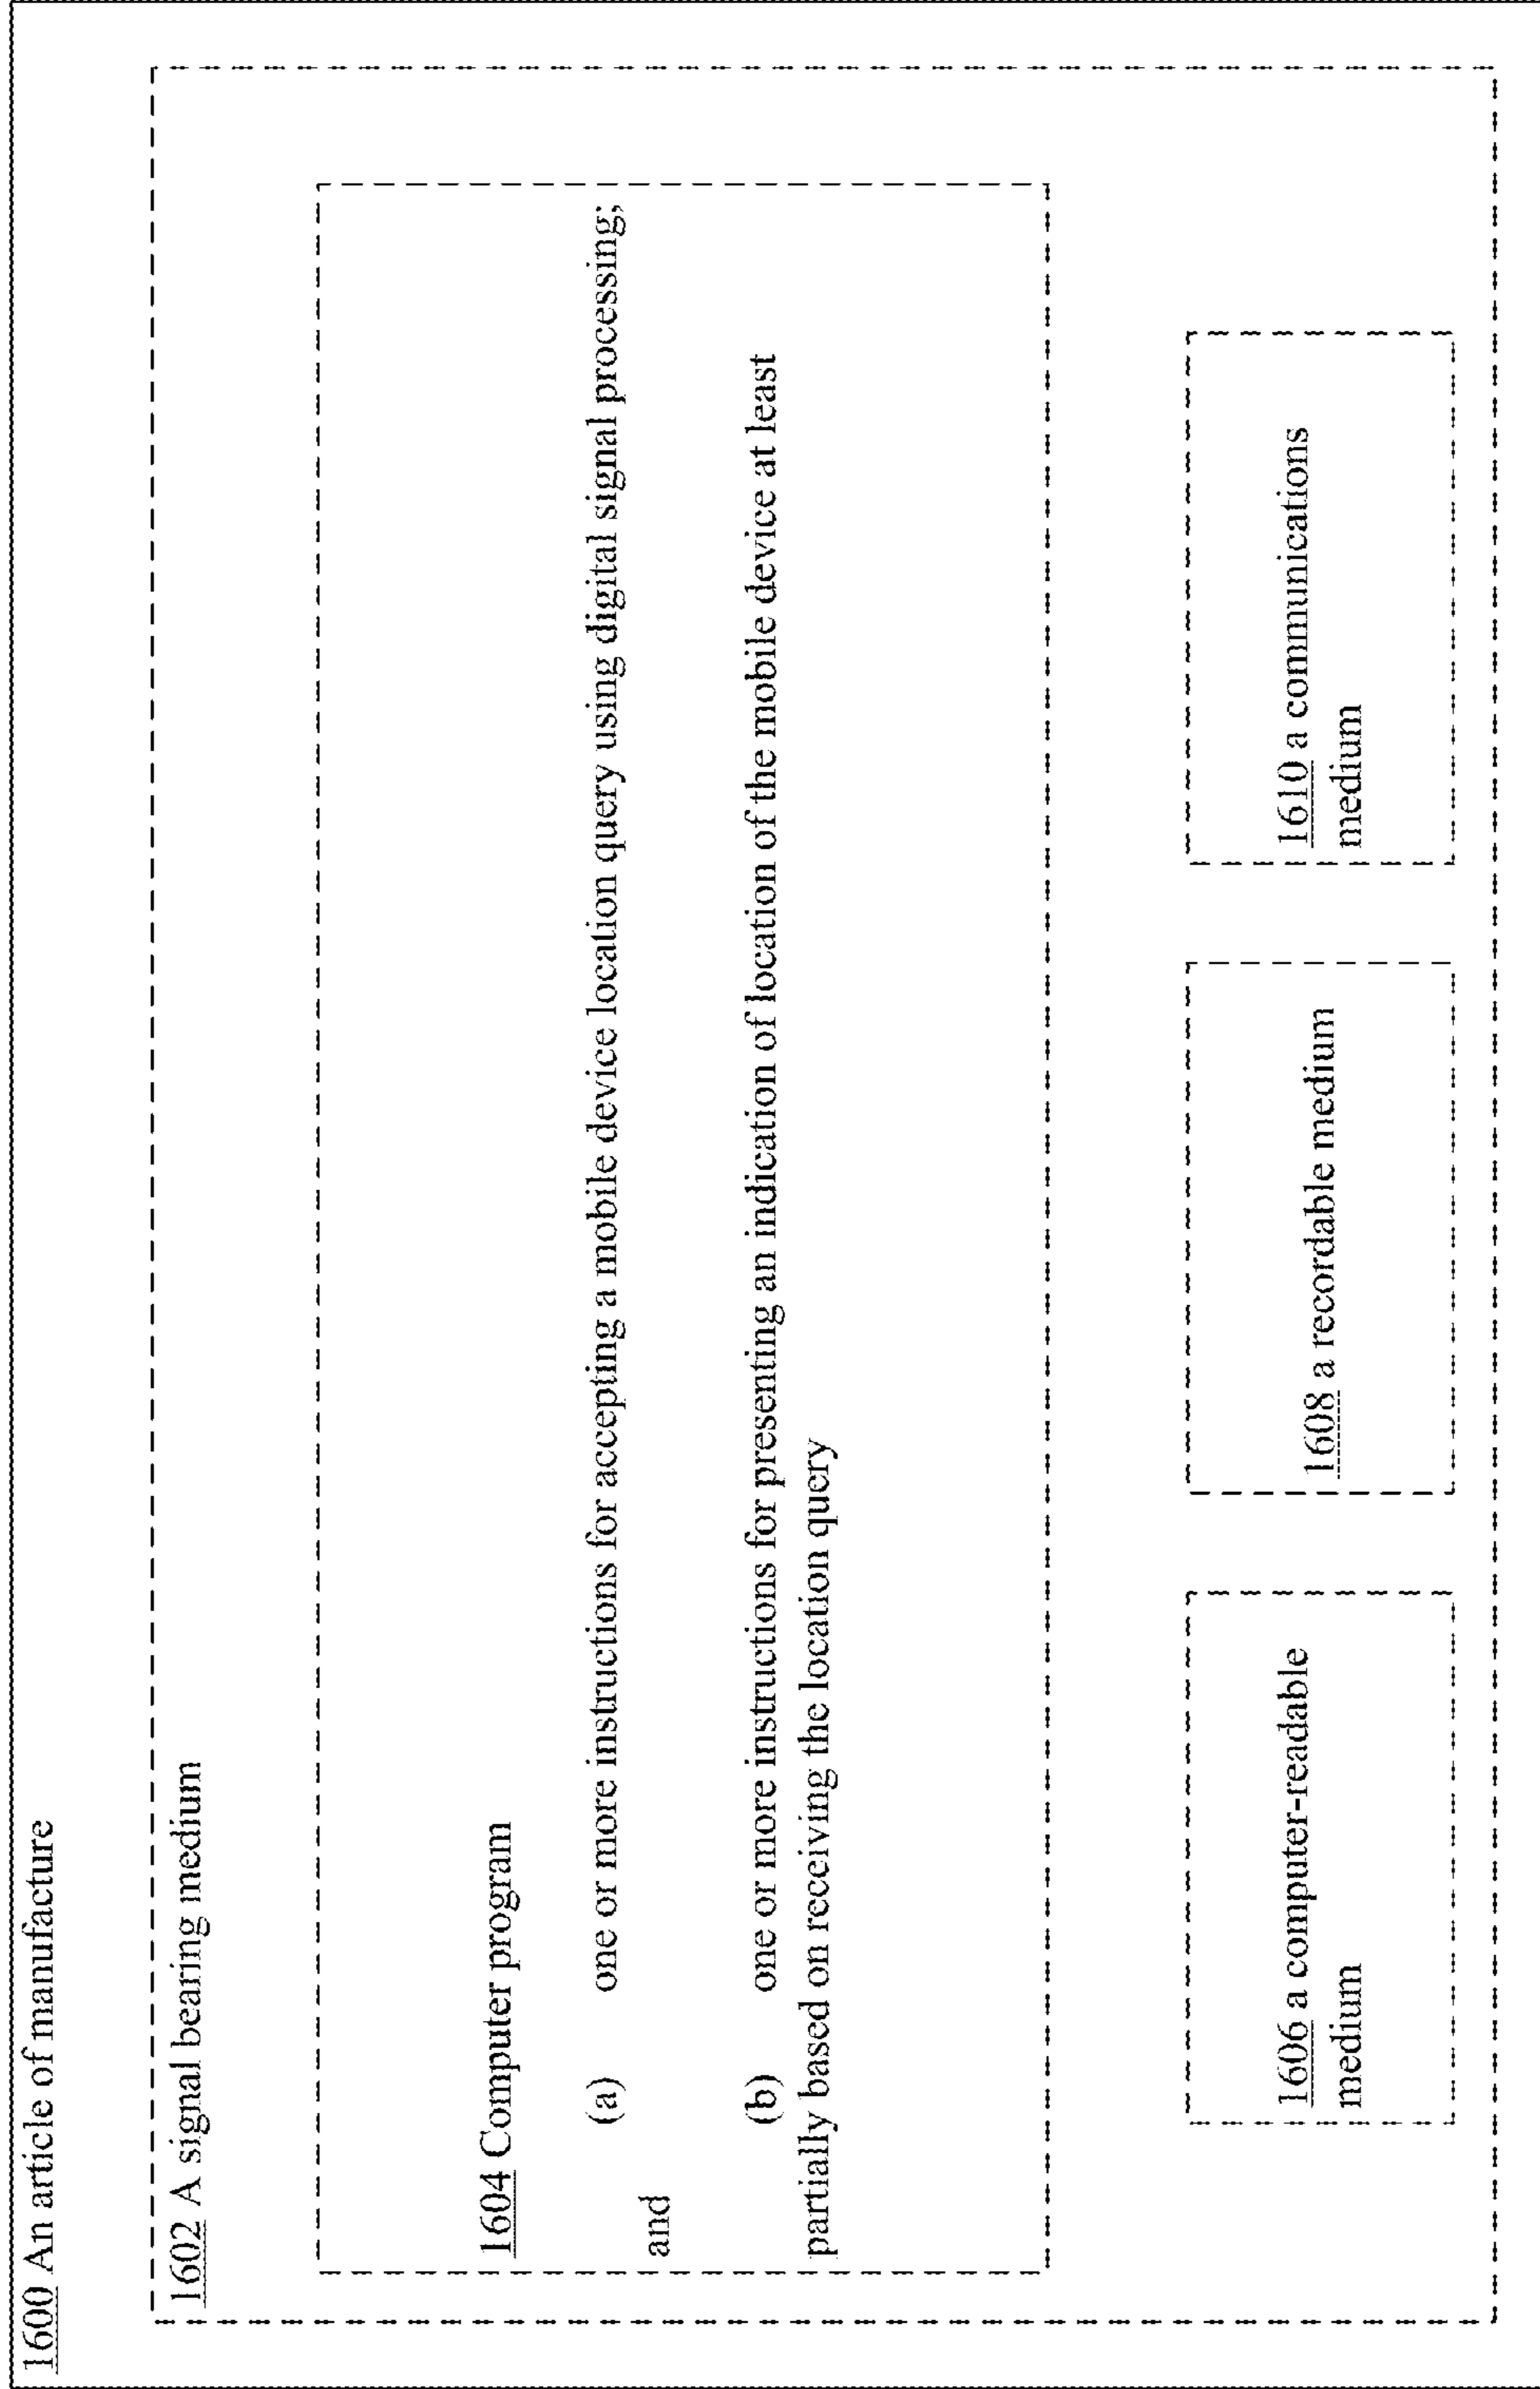 1600 An article of manufacture
1602 A signal bearing medium
1604 Computer program
(a) one or more instructions for accepting a mobile device location query using digital signal processing;
and
(b) one or more instructions for presenting an indication of location of the mobile device at least
partially based on receiving the location query
1606 a computer-readable
medium
1608 a recordable medium
1610 a communications
medium